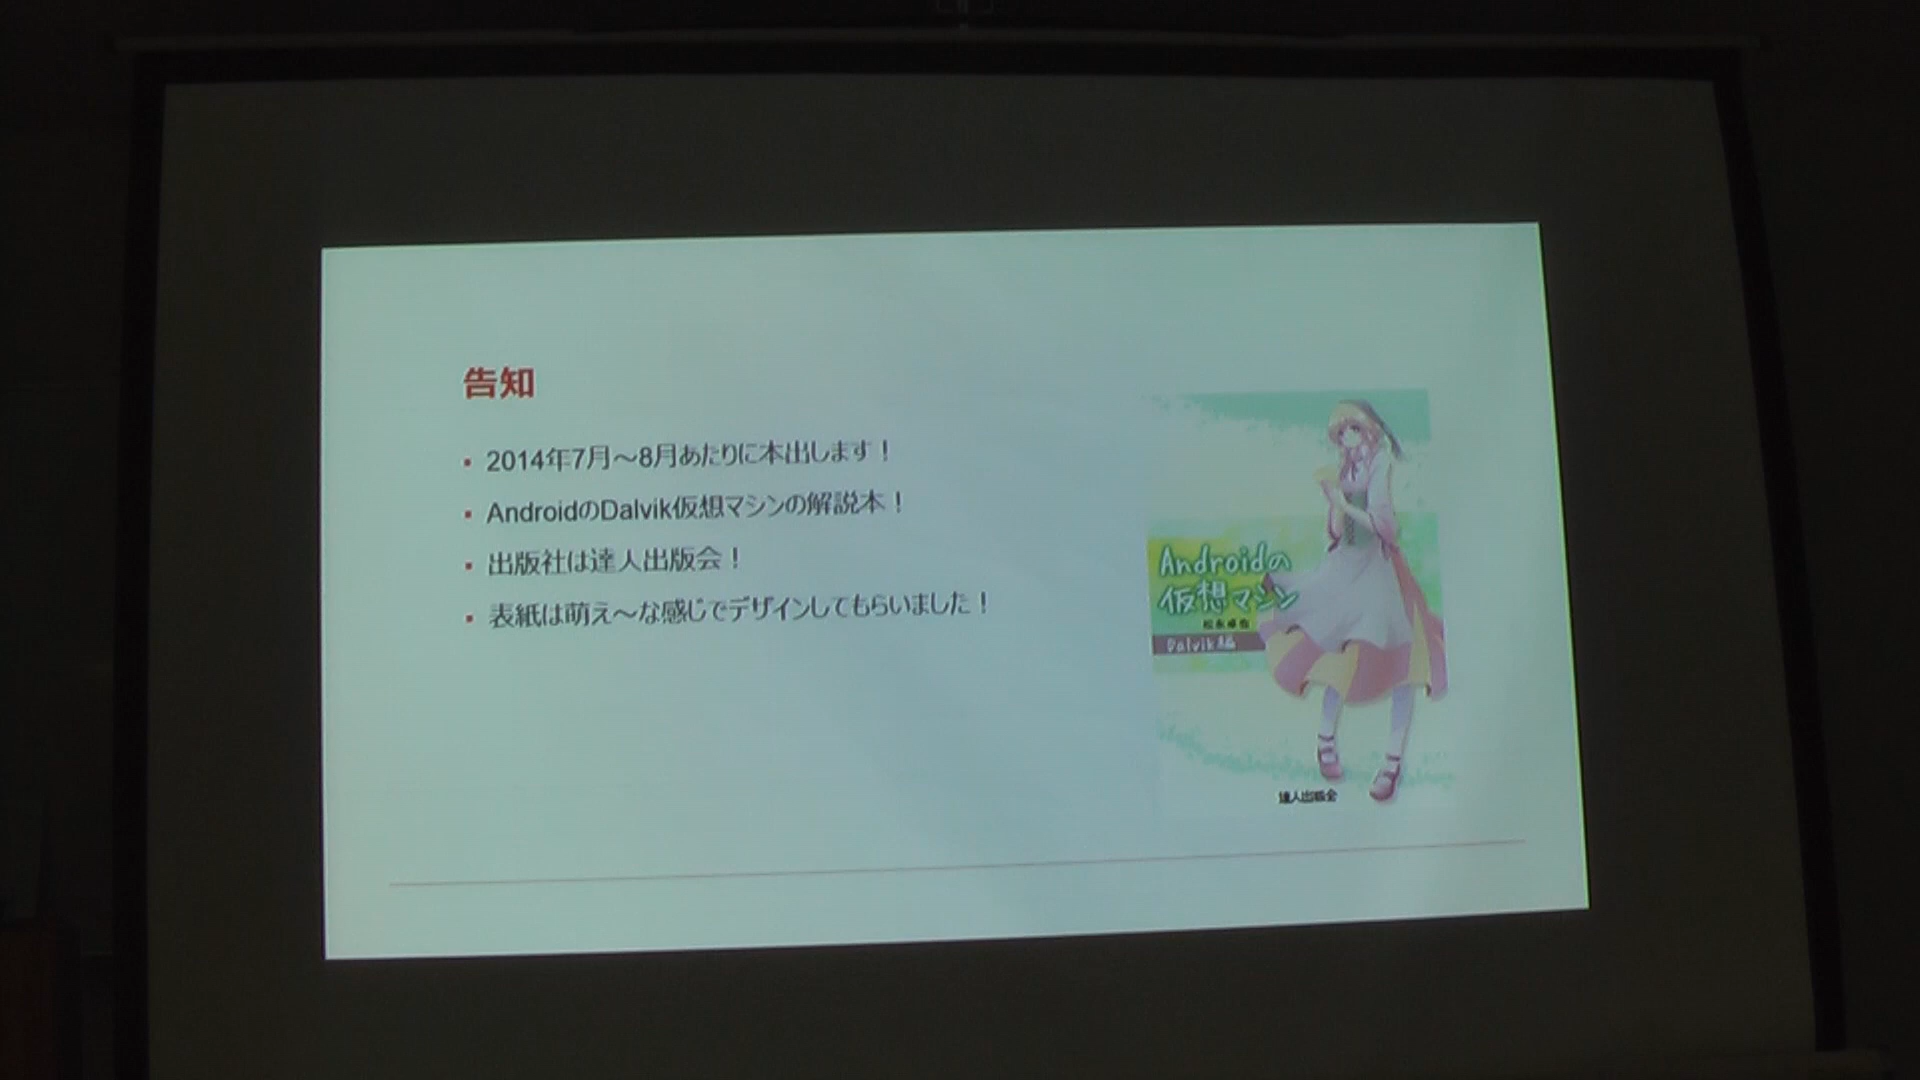 告知
2014年7月～8月あたりに本出します！
AndroidのDalvik仮想マシンの解説本！
出版社は達人出版会！
表紙は萌え～な感じでデザインしてもらいました！
Androidの
仮想マシン
Dalvik編
達人出版会